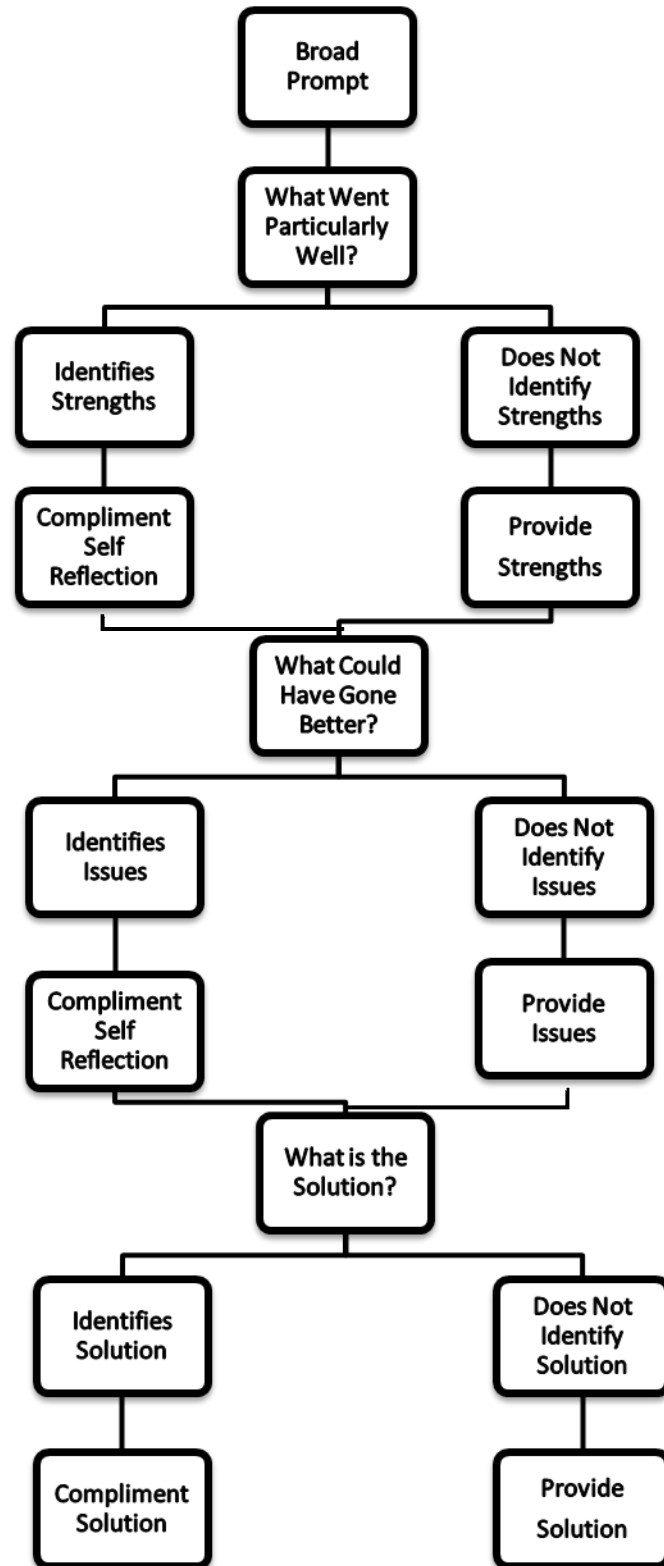 Broad
Prompt
What Went
Particularly
Well?
Identifies
Strengths
Does Not
Identify
Strengths
Compliment
Self
Reflection
Provide
Strengths
What Could
Have Gone
Better?
Identifies
Issues
Does Not
Identify
Issues
Compliment
Self
Reflection
Provide
Issues
What is the
Solution?
Identifies
Solution
Does Not
Identify
Solution
Compliment
Solution
Provide
Solution